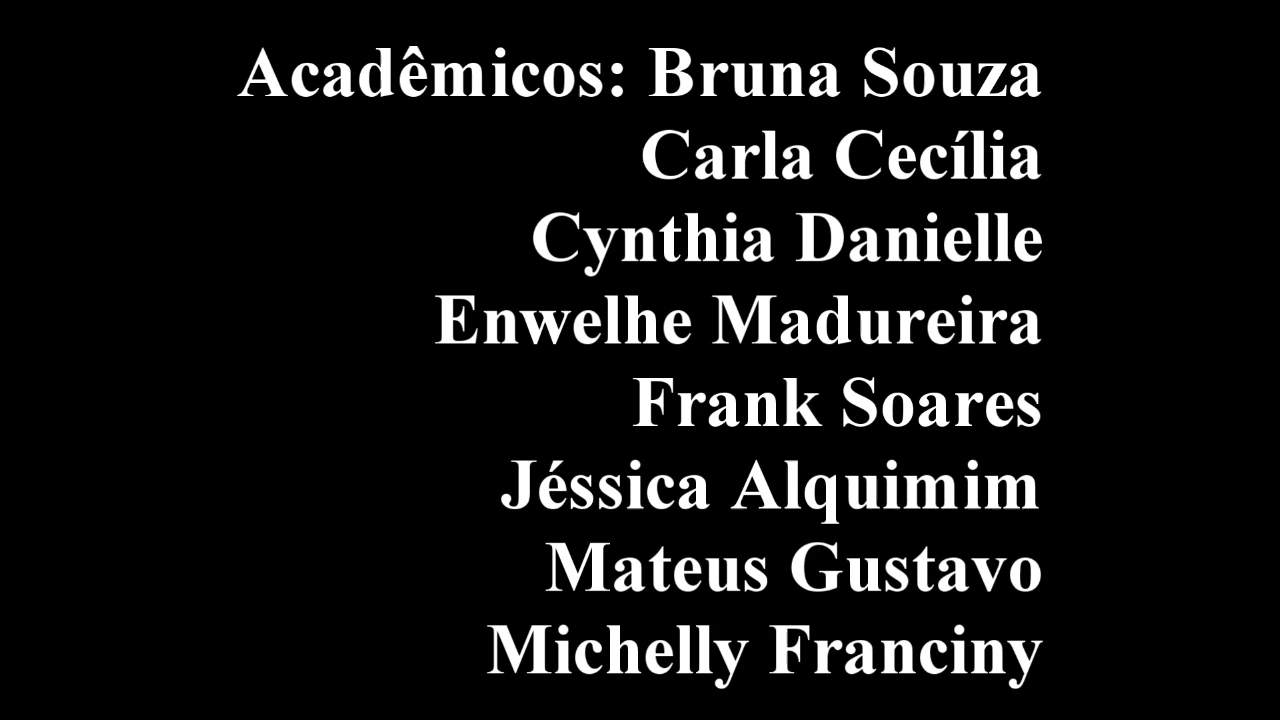 Acadêmicos: Bruna Souza
Carla Cecília
Cynthia Danielle
Enwelhe Madureira
Frank Soares
Jéssica Alquimim
Mateus Gustavo
Michelly Franciny